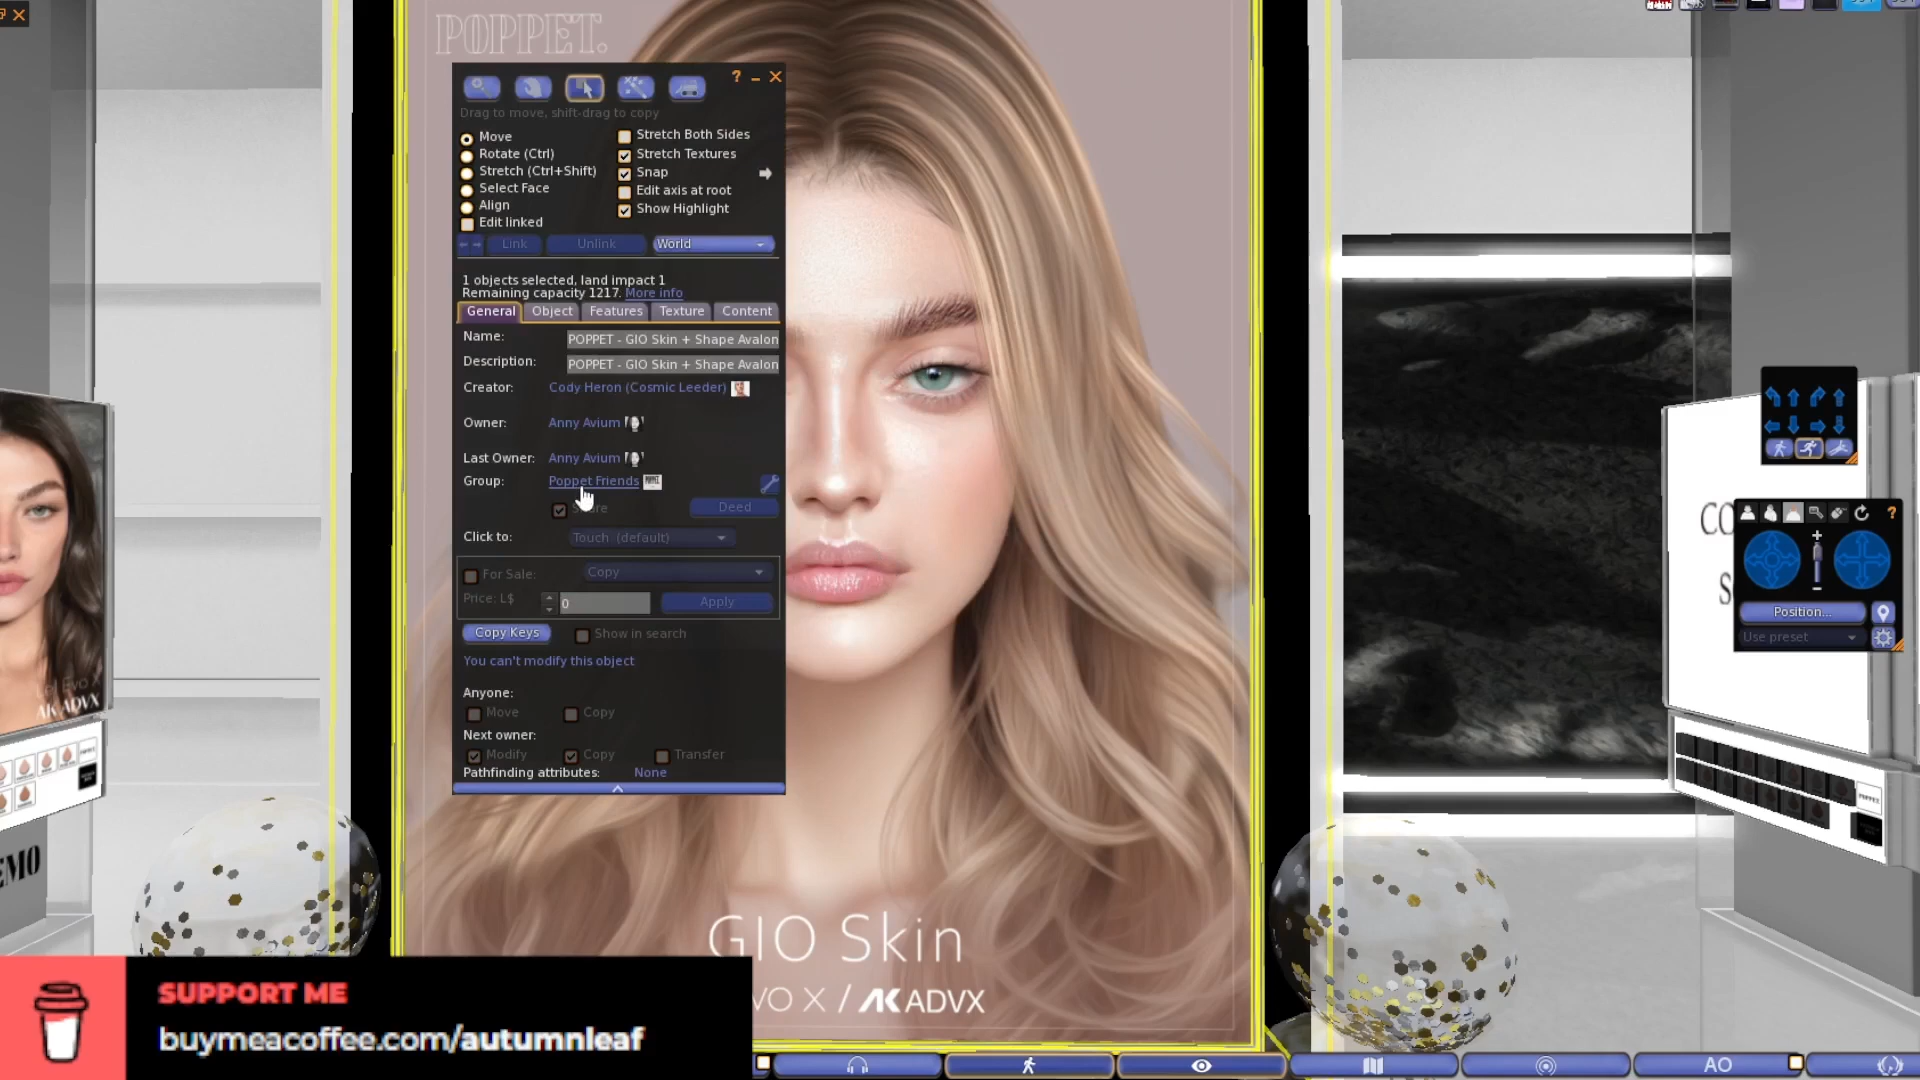 POPPET.
Drag to move, shift-drag to copy
Move
Stretch Both Sides
Rotate (Ctrl)
Stretch Textures
Stretch (Ctrl+Shift)
Snap
Select Face
Edit axis at root
Align
Show Highlight
Edit linked
Link
Unlink
World
1 objects selected, land impact 1
Remaining capacity 1217. More info
General
Object
Features
Texture
Content
Name: POPPET - GIO Skin + Shape Avalon
Description: POPPET - GIO Skin + Shape Avalon
Creator: Cody Heron (Cosmic Leeder)
Owner: Anny Avium
Last Owner: Anny Avium
Group: Poppet Friends
Deed
Click to: Touch (default)
For Sale: Copy
Price: L$ 0 Apply
Copy Keys
Show in search
You can't modify this object
Anyone:
Move
Copy
Next owner:
Modify
Copy
Transfer
Pathfinding attributes: None
Position...
Use preset
AK ADVX
GIO Skin
VO X / AK ADVX
EMO
SUPPORT ME
buymeacoffee.com/autumnleaf
AO